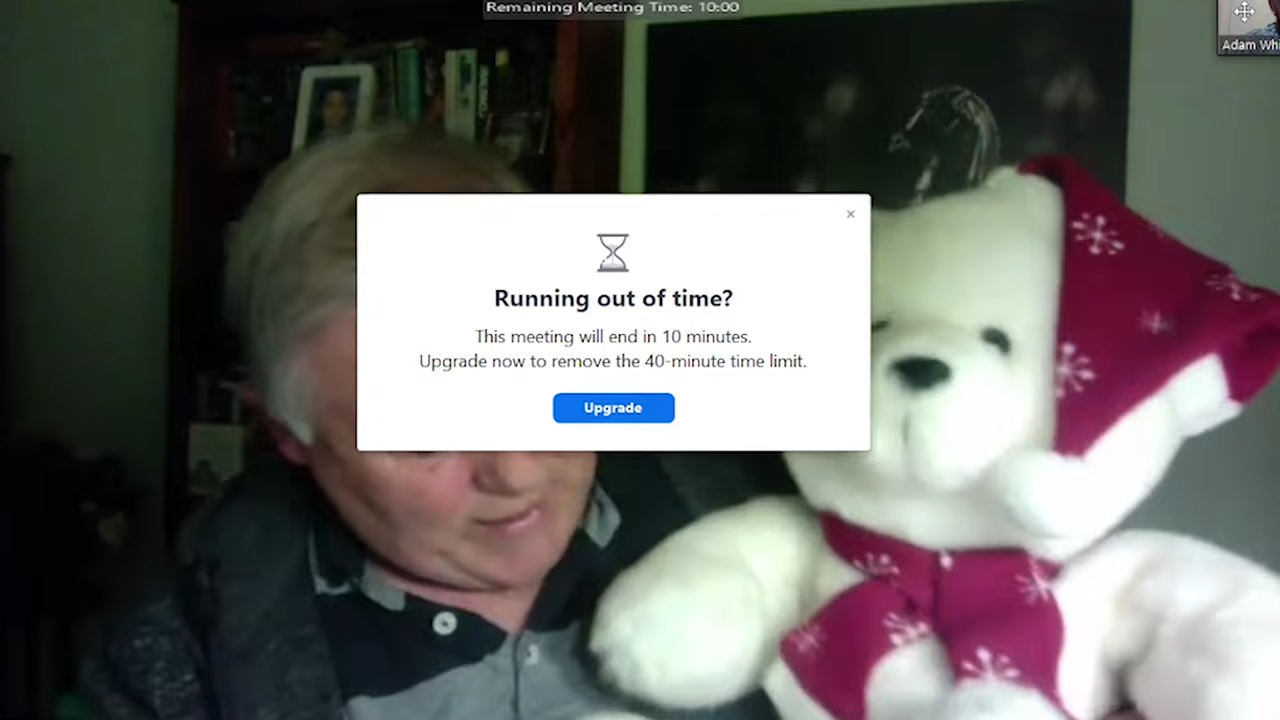 Remaining Meeting Time: 10:00
Adam Whi
Running out of time?
This meeting will end in 10 minutes.
Upgrade now to remove the 40-minute time limit.
Upgrade